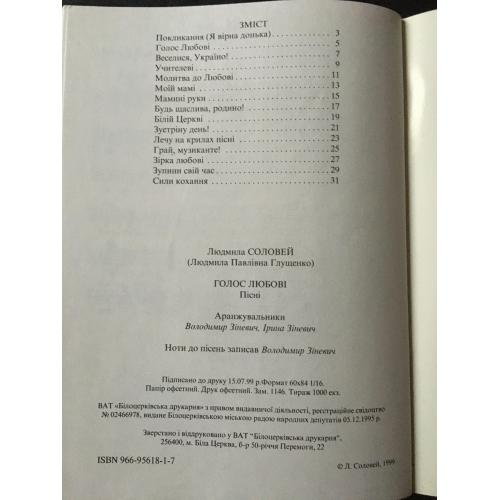 ЗМІСТ
Покликання (Я вірна донька) 3
Голос Любові 5
Веселися, Україно! 7
Учителеві 9
Молитва до Любові 11
Моїй мамі 13
Мамині руки 15
Будь щаслива, родино! 17
Білій Церкві 19
Зустріну день! 21
Лечу на крилах пісні 23
Грай, музиканте! 25
Зірка любові 27
Зупини свій час 29
Сили кохання 31
Людмила СОЛОВЕЙ
(Людмила Павлівна Глущенко)
ГОЛОС ЛЮБОВІ
Пісні
Аранжувальники
Володимир Зіневич, Ірина Зіневич
Ноти до пісень записав Володимир Зіневич
Підписано до друку 15.07.99 р.Формат 60х84 1/16.
Папір офсетний. Друк офсетний. Зам. 1146. Тираж 1000 екз.
ВАТ «Білоцерківська друкарня» з правом видавничої діяльності, реєстраційне свідоцтво
№ 02466978, видане Білоцерківською міською радою народних депутатів 05.12.1995 р.
Зверстано і віддруковано у ВАТ "Білоцерківська друкарня",
256400, м. Біла Церква, б-р 50-річчя Перемоги, 22
ISBN 966-95618-1-7
© Л. Соловей, 1999